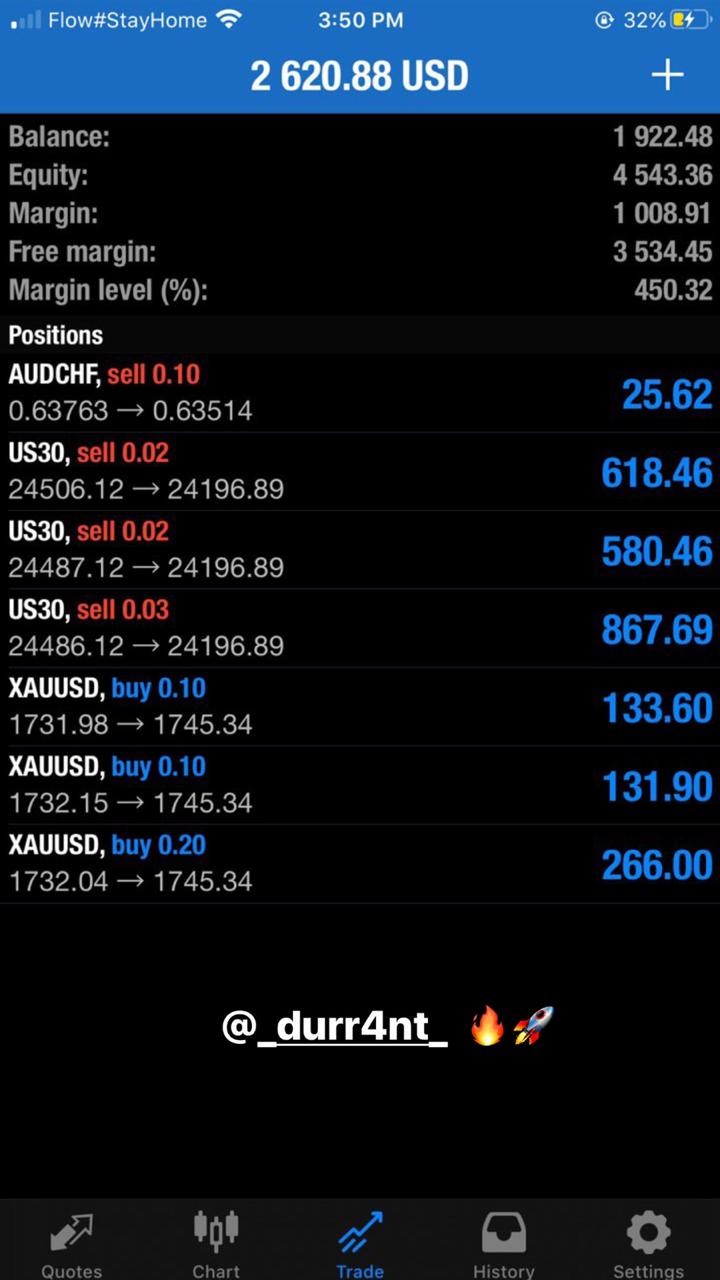 Flow#StayHome 3:50 PM 32%
2 620.88 USD +
Balance: 1 922.48
Equity: 4 543.36
Margin: 1 008.91
Free margin: 3 534.45
Margin level (%): 450.32
Positions
AUDCHF, sell 0.10
0.63763 → 0.63514 25.62
US30, sell 0.02
24506.12 → 24196.89 618.46
US30, sell 0.02
24487.12 → 24196.89 580.46
US30, sell 0.03
24486.12 → 24196.89 867.69
XAUUSD, buy 0.10
1731.98 → 1745.34 133.60
XAUUSD, buy 0.10
1732.15 → 1745.34 131.90
XAUUSD, buy 0.20
1732.04 → 1745.34 266.00
@_durr4nt_ 🔥🚀
Quotes Chart Trade History Settings